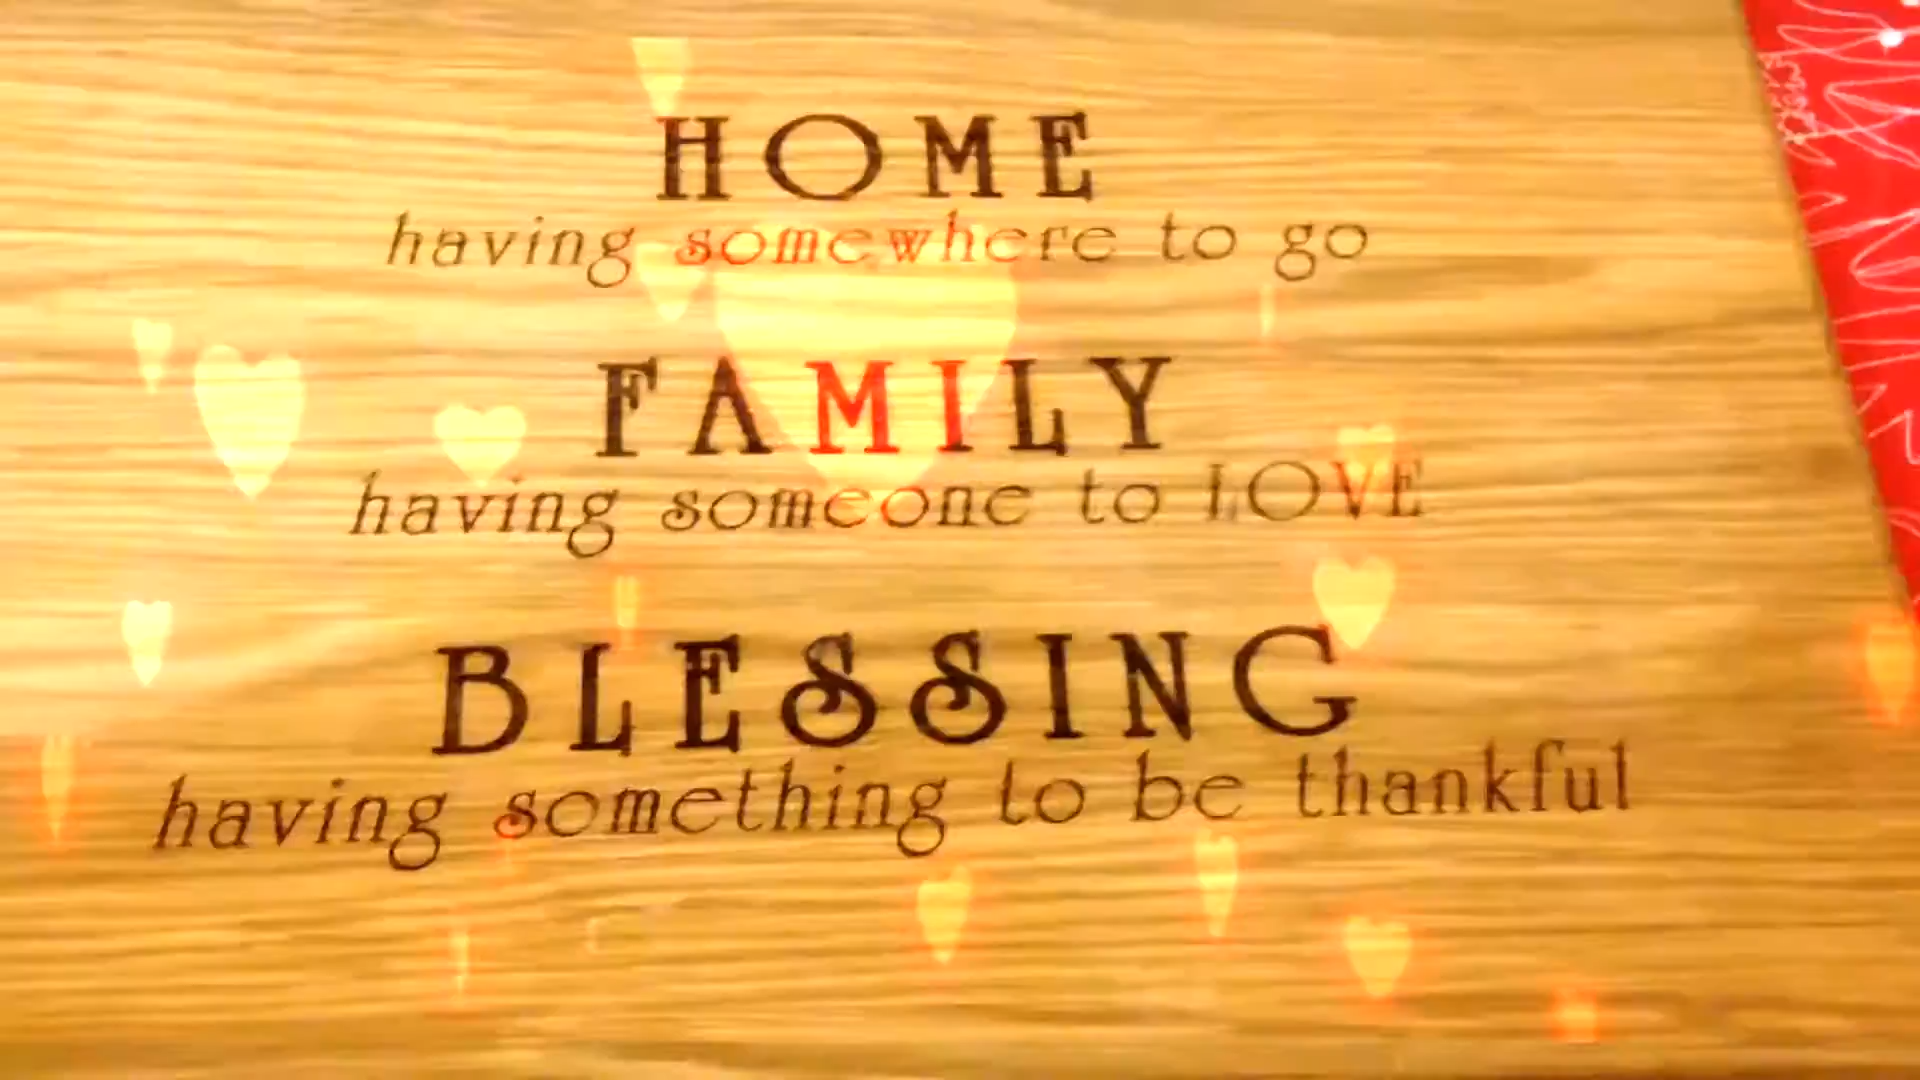 HOME
having somewhere to go
FAMILY
having someone to LOVE
BLESSING
having something to be thankful